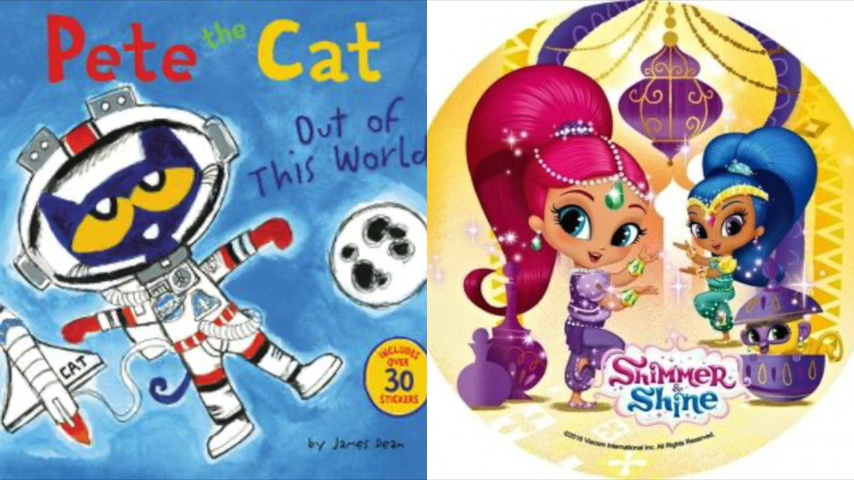 Pete the Cat
Out of
This World
CAT
INCLUDES
OVER
30
STICKERS
by James Dean
Shimmer
&
Shine
©2016 Viacom International Inc. All Rights Reserved.